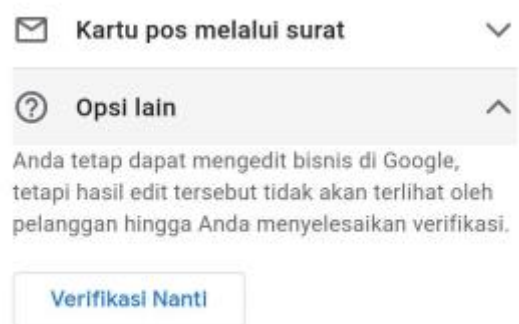 Kartu pos melalui surat
Opsi lain
Anda tetap dapat mengedit bisnis di Google,
tetapi hasil edit tersebut tidak akan terlihat oleh
pelanggan hingga Anda menyelesaikan verifikasi.
Verifikasi Nanti